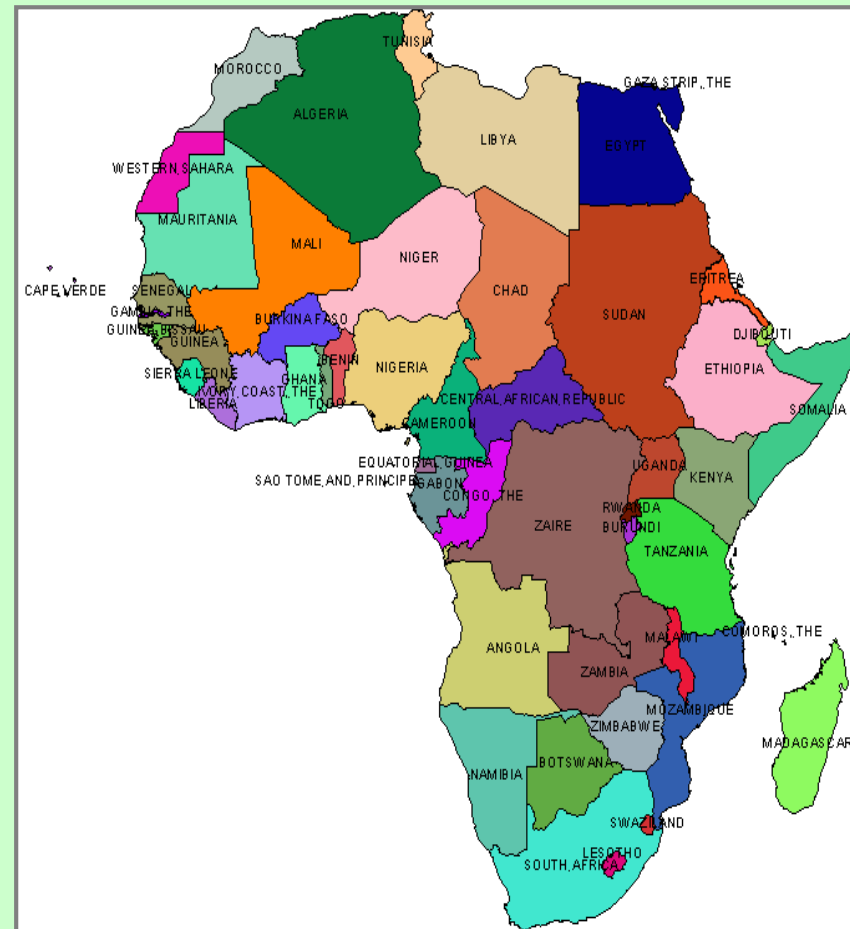 TUNISIA
MOROCCO
GAZA STRIP, THE
ALGERIA
LIBYA
EGYPT
WESTERN SAHARA
MAURITANIA
MALI
NIGER
CAPE VERDE
SENEGAL
CHAD
ERITREA
GAMBIA, THE
SUDAN
BURKINA FASO
GUINEA BISSAU
DJIBOUTI
GUINEA
BENIN
NIGERIA
ETHIOPIA
SIERRA LEONE
GHANA
IVORY COAST, THE
CENTRAL AFRICAN REPUBLIC
LIBERIA
TOGO
SOMALIA
CAMEROON
EQUATORIAL GUINEA
UGANDA
SAO TOME AND PRINCIPE
GABON
KENYA
CONGO, THE
RWANDA
ZAIRE
BURUNDI
TANZANIA
COMOROS, THE
MALAWI
ANGOLA
ZAMBIA
MOZAMBIQUE
ZIMBABWE
MADAGASCAR
BOTSWANA
NAMIBIA
SWAZILAND
LESOTHO
SOUTH AFRICA